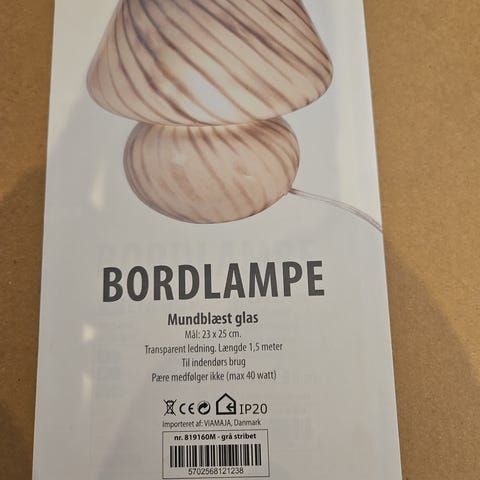 BORDLAMPE
Mundblæst glas
Mål: 23 x 25 cm.
Transparent ledning. Længde 1,5 meter
Til indendørs brug
Pære medfølger ikke (max 40 watt)
CE IP20
Importeret af: VIAMAJA, Danmark
nr. 819160M - grå stribet
5702568121238